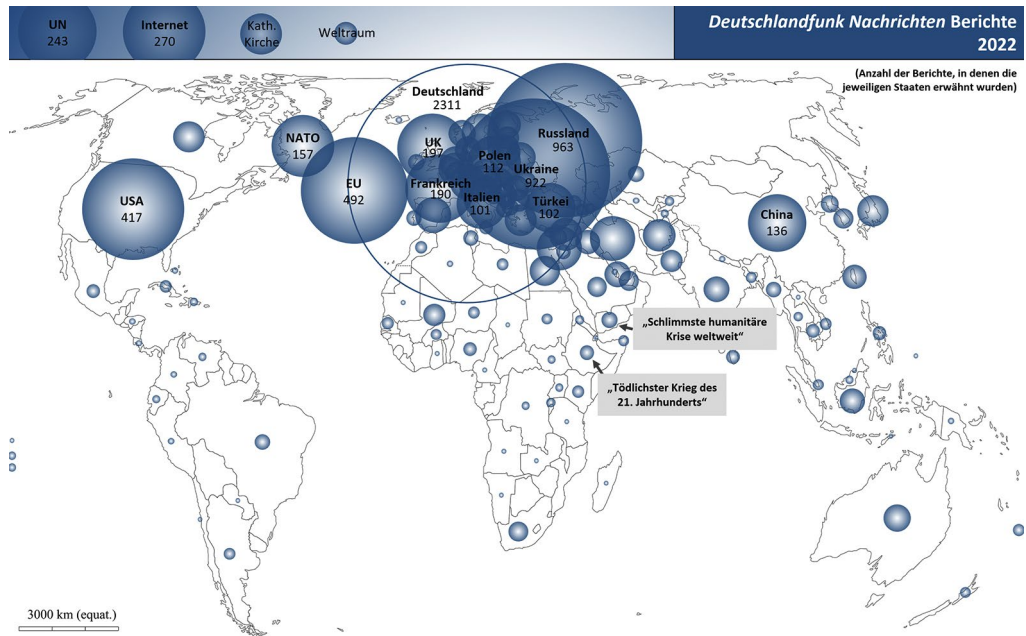 UN
243
Internet
270
Kath.
Kirche
Weltraum
Deutschlandfunk Nachrichten Berichte
2022
(Anzahl der Berichte, in denen die
jeweiligen Staaten erwähnt wurden)
Deutschland
2311
NATO
157
UK
197
Russland
963
Polen
112
Ukraine
922
EU
492
Frankreich
190
Italien
101
Türkei
102
USA
417
China
136
„Schlimmste humanitäre
Krise weltweit“
„Tödlichster Krieg des
21. Jahrhunderts“
3000 km (equat.)